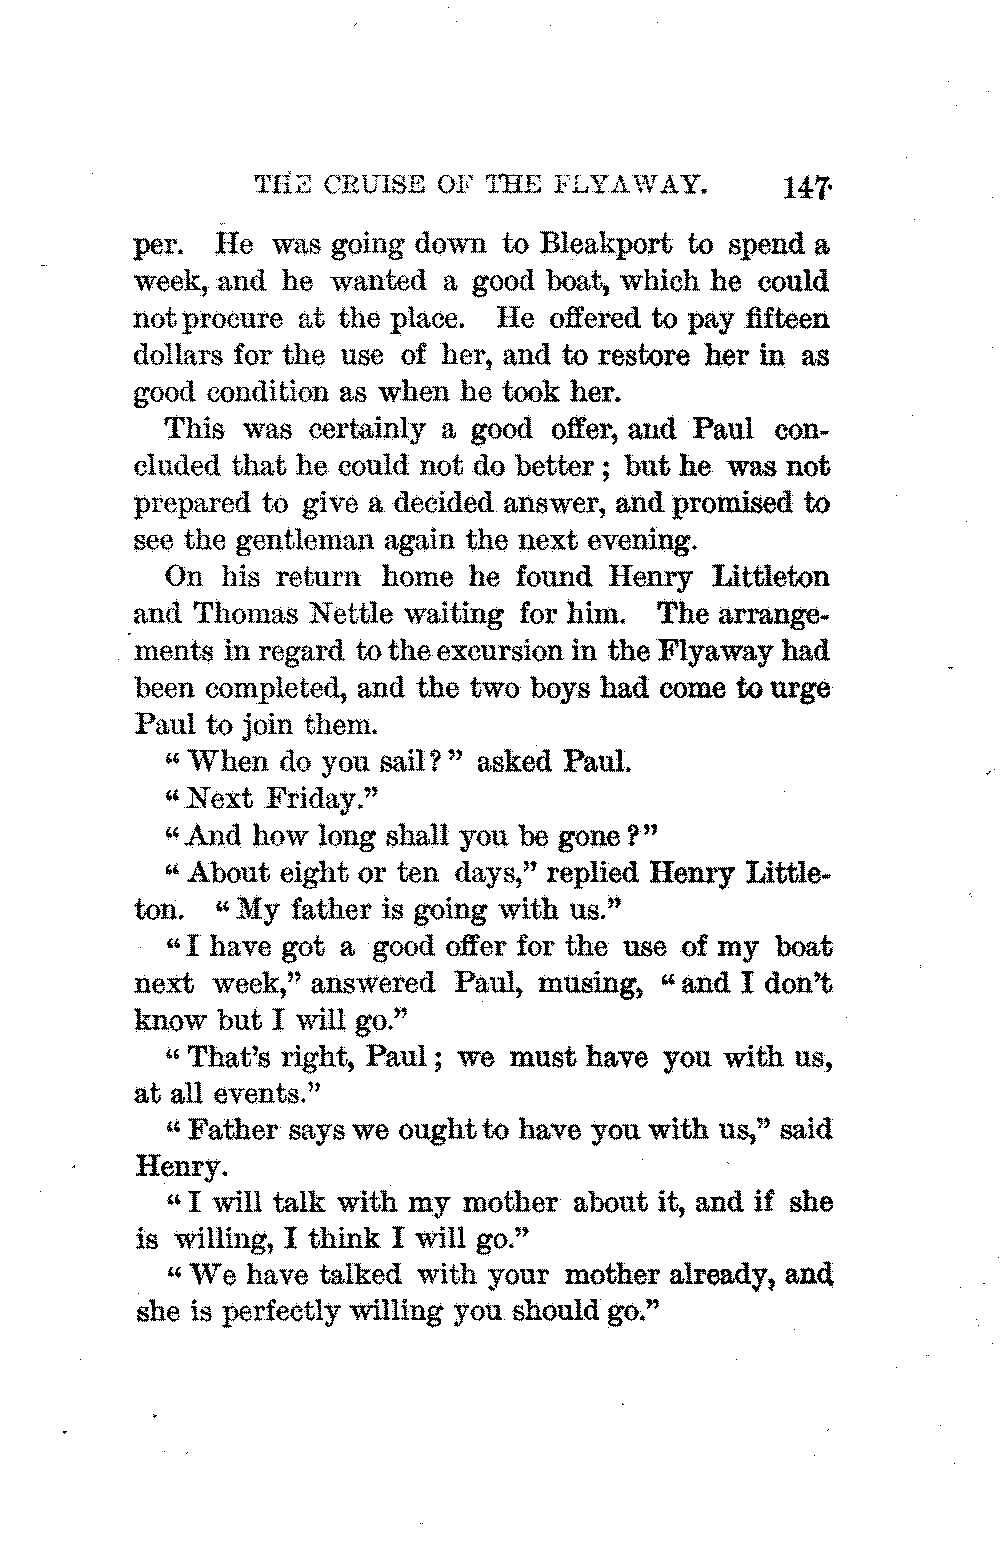 THE CRUISE OF THE FLYAWAY. 147
per. He was going down to Bleakport to spend a
week, and he wanted a good boat, which he could
not procure at the place. He offered to pay fifteen
dollars for the use of her, and to restore her in as
good condition as when he took her.
This was certainly a good offer, and Paul con-
cluded that he could not do better; but he was not
prepared to give a decided answer, and promised to
see the gentleman again the next evening.
On his return home he found Henry Littleton
and Thomas Nettle waiting for him. The arrange-
ments in regard to the excursion in the Flyaway had
been completed, and the two boys had come to urge
Paul to join them.
"When do you sail?" asked Paul.
"Next Friday."
"And how long shall you be gone?"
"About eight or ten days," replied Henry Little-
ton. "My father is going with us."
"I have got a good offer for the use of my boat
next week," answered Paul, musing, "and I don't
know but I will go."
"That's right, Paul; we must have you with us,
at all events."
"Father says we ought to have you with us," said
Henry.
"I will talk with my mother about it, and if she
is willing, I think I will go."
"We have talked with your mother already, and
she is perfectly willing you should go."